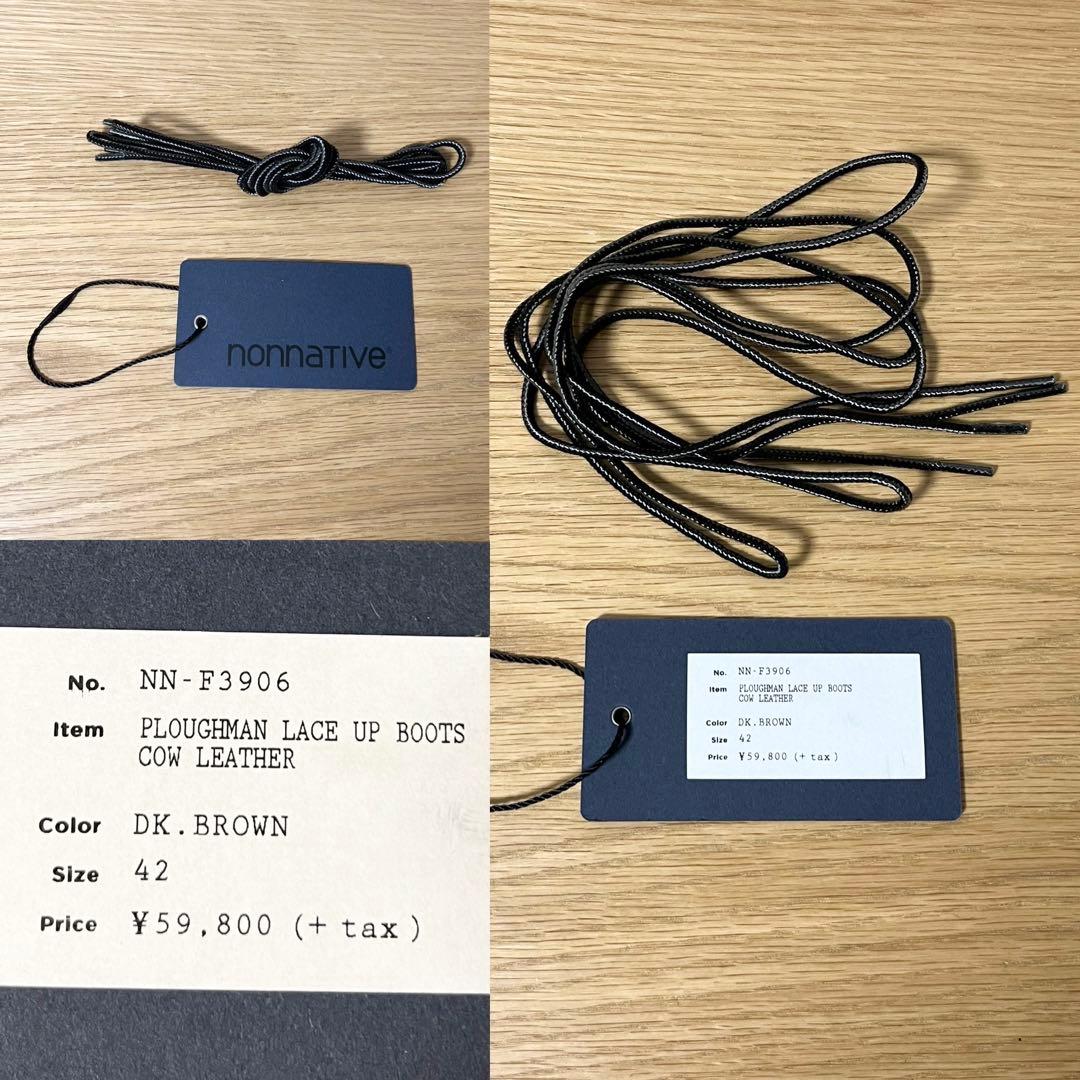 nonnative
No. NN-F3906
Item PLOUGHMAN LACE UP BOOTS
COW LEATHER
Color DK.BROWN
Size 42
Price ¥59,800 (+ tax)
No. NN-F3906
Item PLOUGHMAN LACE UP BOOTS
COW LEATHER
Color DK.BROWN
Size 42
Price ¥59,800 (+ tax)